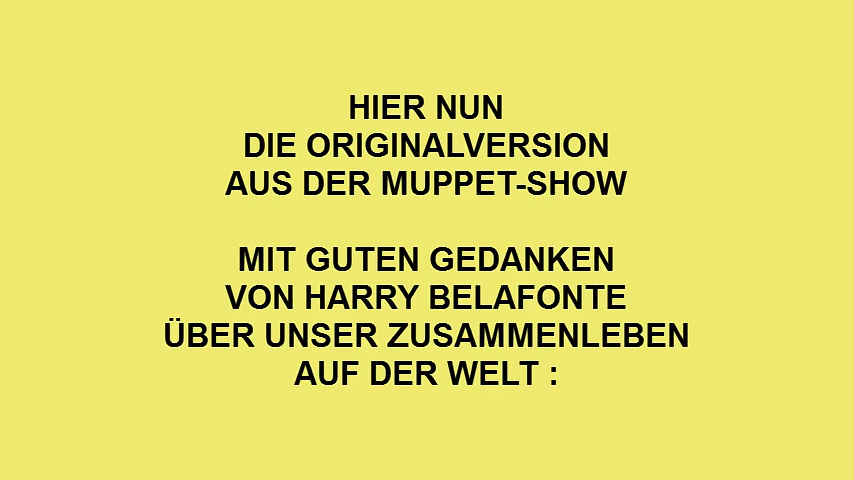 HIER NUN
DIE ORIGINALVERSION
AUS DER MUPPET-SHOW
MIT GUTEN GEDANKEN
VON HARRY BELAFONTE
ÜBER UNSER ZUSAMMENLEBEN
AUF DER WELT :